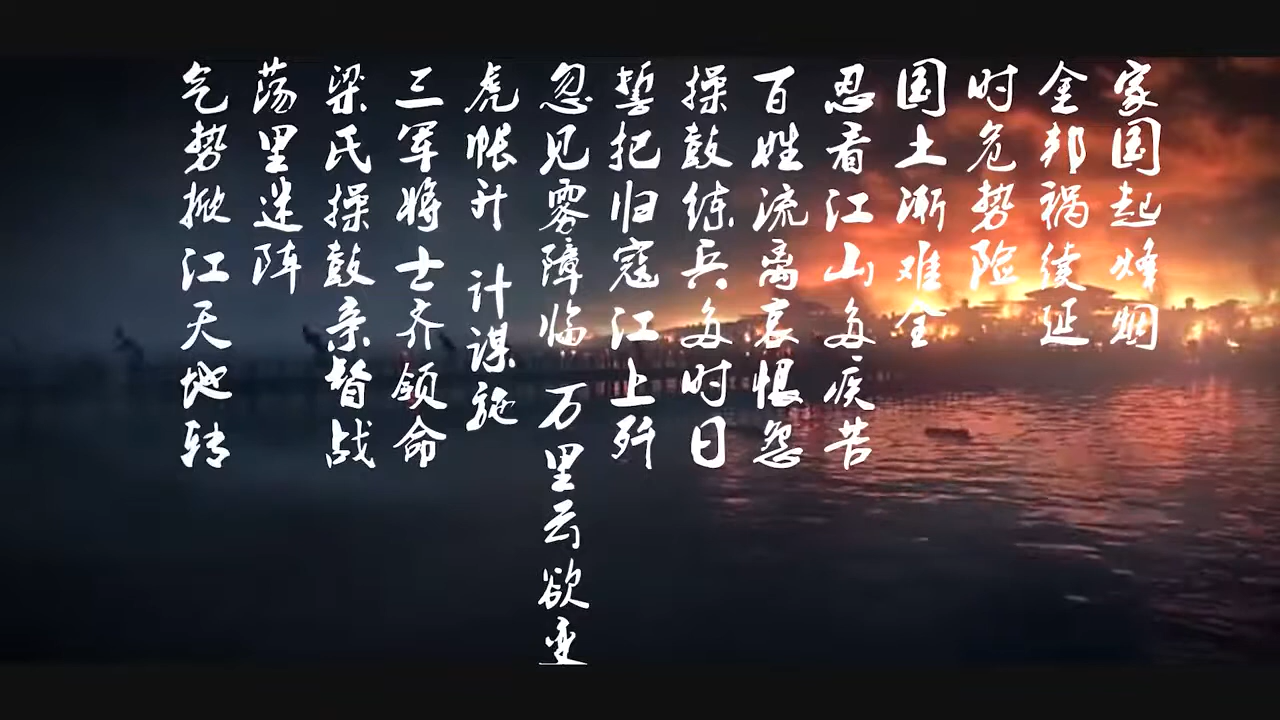 家国起烽烟
金邦祸续延
时危势险
国土渐难全
忍看江山多疾苦
百姓流离哀恨怨
操鼓练兵多时日
誓把归寇江上歼
忽见雾障临 万里云欲变
虎帐升 计谋施
三军将士齐领命
梁氏操鼓亲督战
荡里迷阵
气势掀江天地转